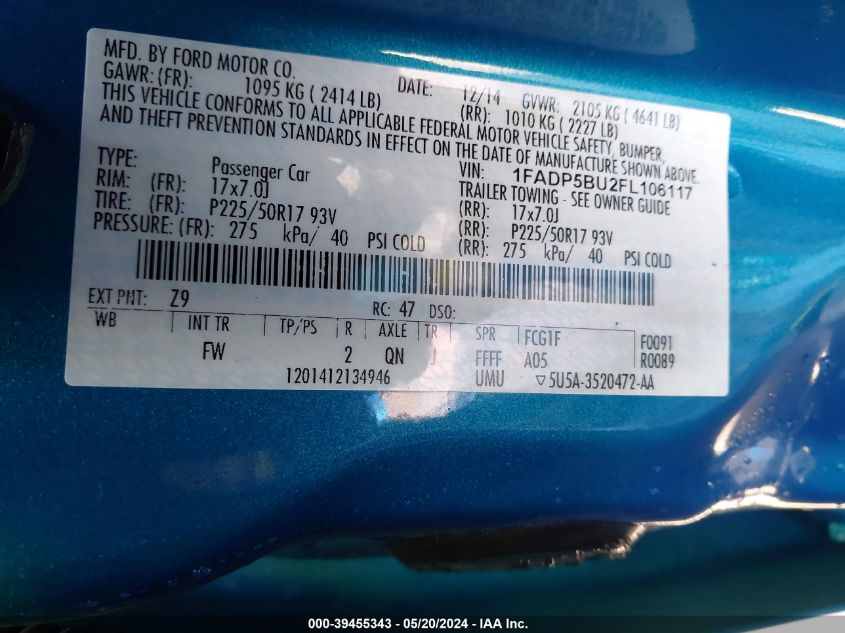 MFD. BY FORD MOTOR CO.
GAWR: (FR): 1095 KG ( 2414 LB) DATE: 12/14 GVWR: 2105 KG ( 4641 LB)
(RR): 1010 KG ( 2227 LB)
THIS VEHICLE CONFORMS TO ALL APPLICABLE FEDERAL MOTOR VEHICLE SAFETY, BUMPER,
AND THEFT PREVENTION STANDARDS IN EFFECT ON THE DATE OF MANUFACTURE SHOWN ABOVE.
TYPE: Passenger Car VIN: 1FADP5BU2FL106117
TRAILER TOWING - SEE OWNER GUIDE
RIM: (FR): 17x7.0J (RR): 17x7.0J
TIRE: (FR): P225/50R17 93V (RR): P225/50R17 93V
PRESSURE: (FR): 275 kPa/ 40 PSI COLD (RR): 275 kPa/ 40 PSI COLD
EXT PNT: Z9 RC: 47 DSO:
WB INT TR TP/PS R AXLE TR SPR FCG1F F0091
FW 2 QN J FFFF A05 R0089
1201412134946 UMU ▽5U5A-3520472-AA
000-39455343 — 05/20/2024 — IAA Inc.